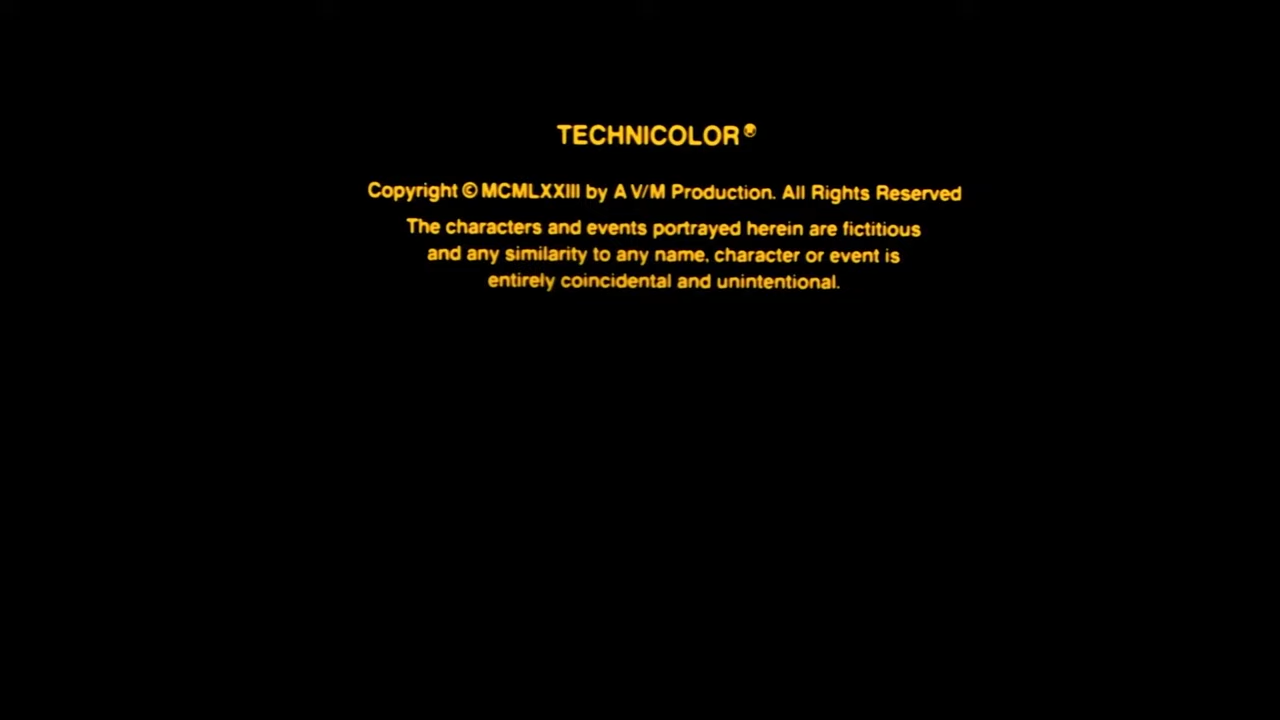 TECHNICOLOR®
Copyright © MCMLXXIII by A V/M Production. All Rights Reserved
The characters and events portrayed herein are fictitious
and any similarity to any name, character or event is
entirely coincidental and unintentional.